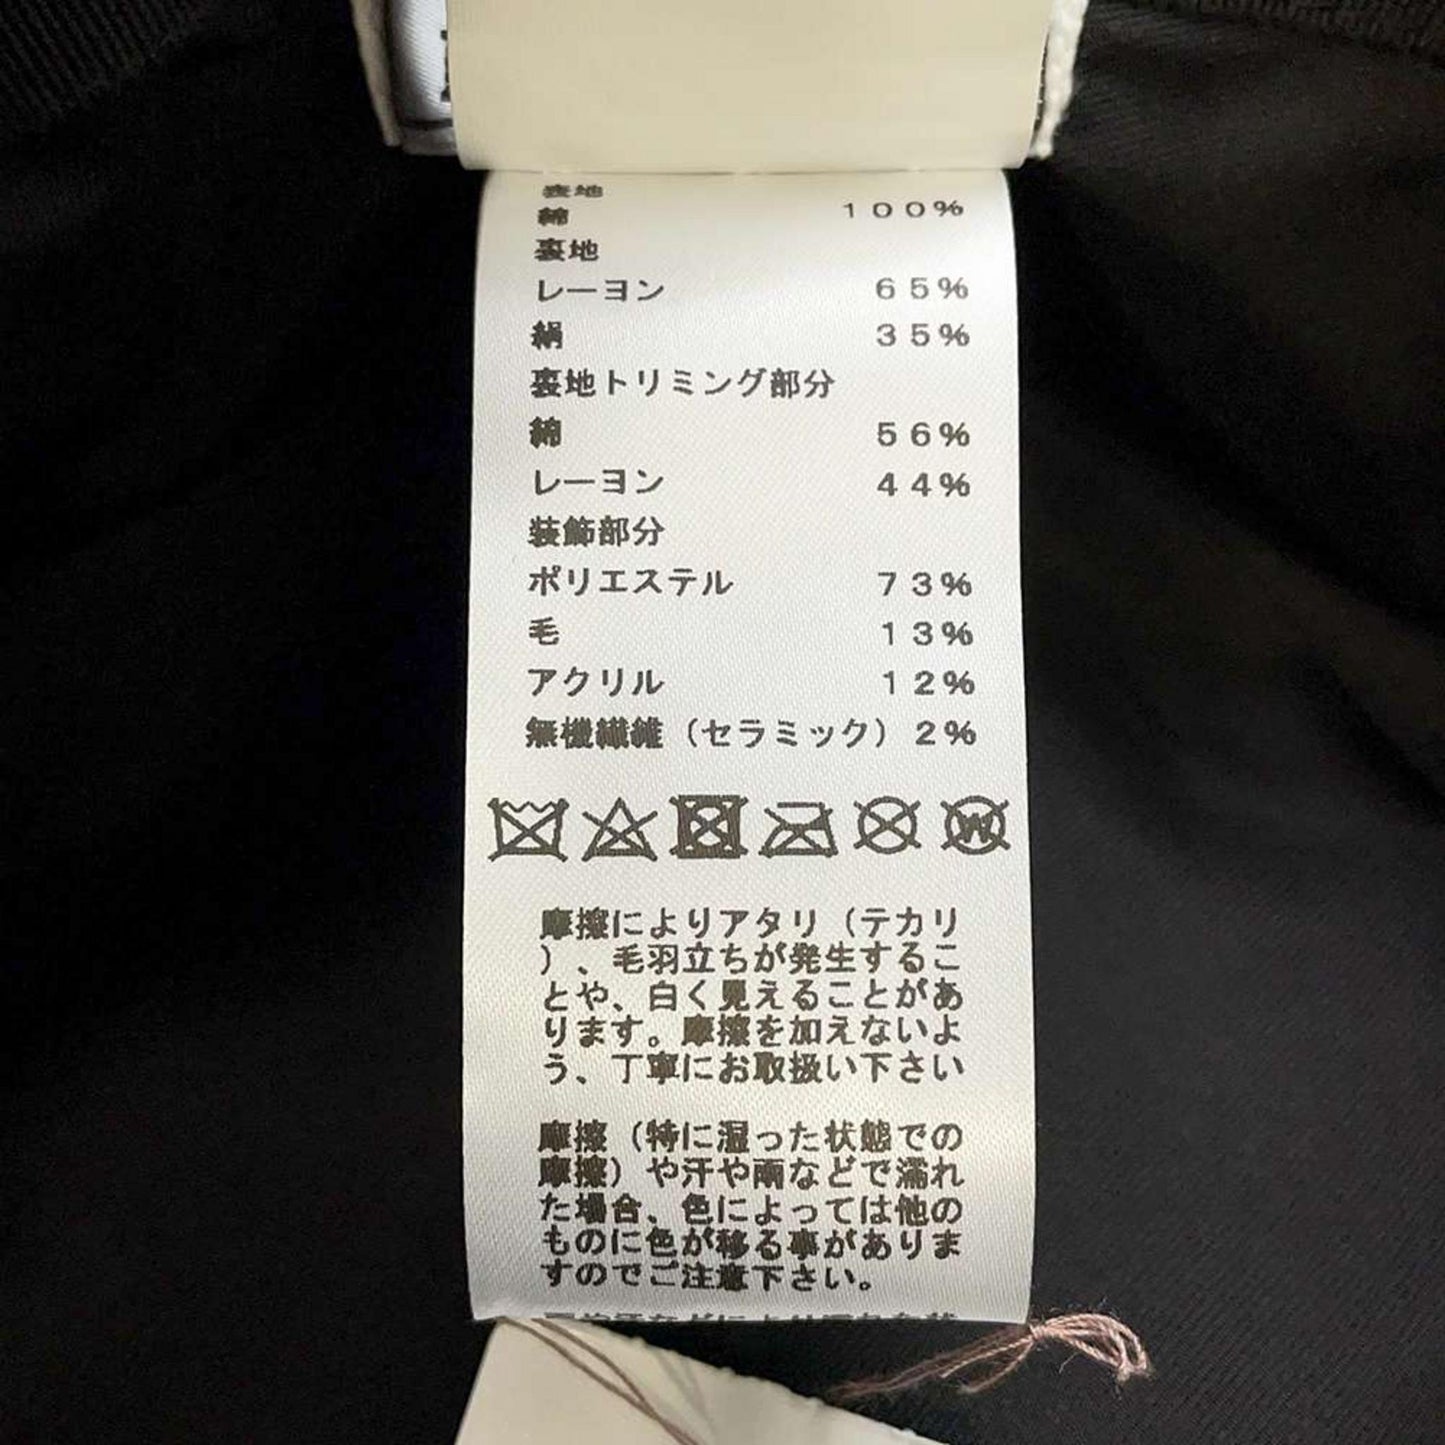 表地
綿 100%
裏地
レーヨン 65%
絹 35%
裏地トリミング部分
綿 56%
レーヨン 44%
装飾部分
ポリエステル 73%
毛 13%
アクリル 12%
無機繊維(セラミック) 2%
W
摩擦によりアタリ(テカリ
)、毛羽立ちが発生するこ
とや、白く見えることがあ
ります。摩擦を加えないよ
う、丁寧にお取扱い下さい
摩擦(特に湿った状態での
摩擦)や汗や雨などで濡れ
た場合、色によっては他の
ものに色が移る事がありま
すのでご注意下さい。